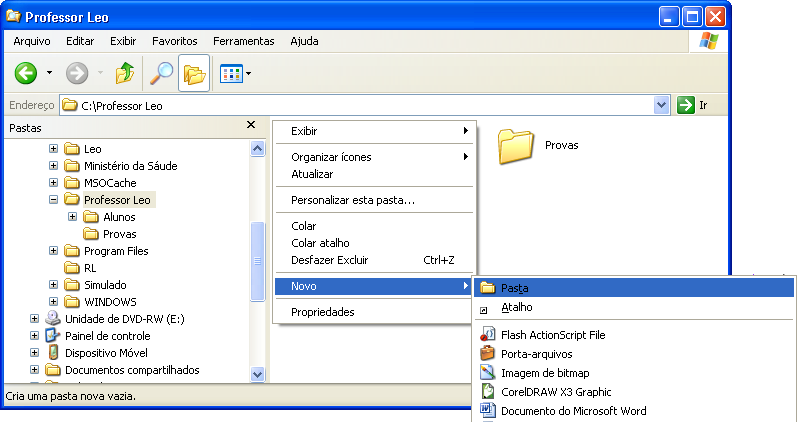 Professor Leo
Arquivo Editar Exibir Favoritos Ferramentas Ajuda
Endereço C:\Professor Leo Ir
Pastas
Leo
Ministério da Sáude
MSOCache
Professor Leo
Alunos
Provas
Program Files
RL
Simulado
WINDOWS
Unidade de DVD-RW (E:)
Painel de controle
Dispositivo Móvel
Documentos compartilhados
Exibir
Organizar ícones
Atualizar
Personalizar esta pasta...
Colar
Colar atalho
Desfazer Excluir Ctrl+Z
Novo
Propriedades
Provas
Pasta
Atalho
Flash ActionScript File
Porta-arquivos
Imagem de bitmap
CorelDRAW X3 Graphic
Documento do Microsoft Word
Cria uma pasta nova vazia.